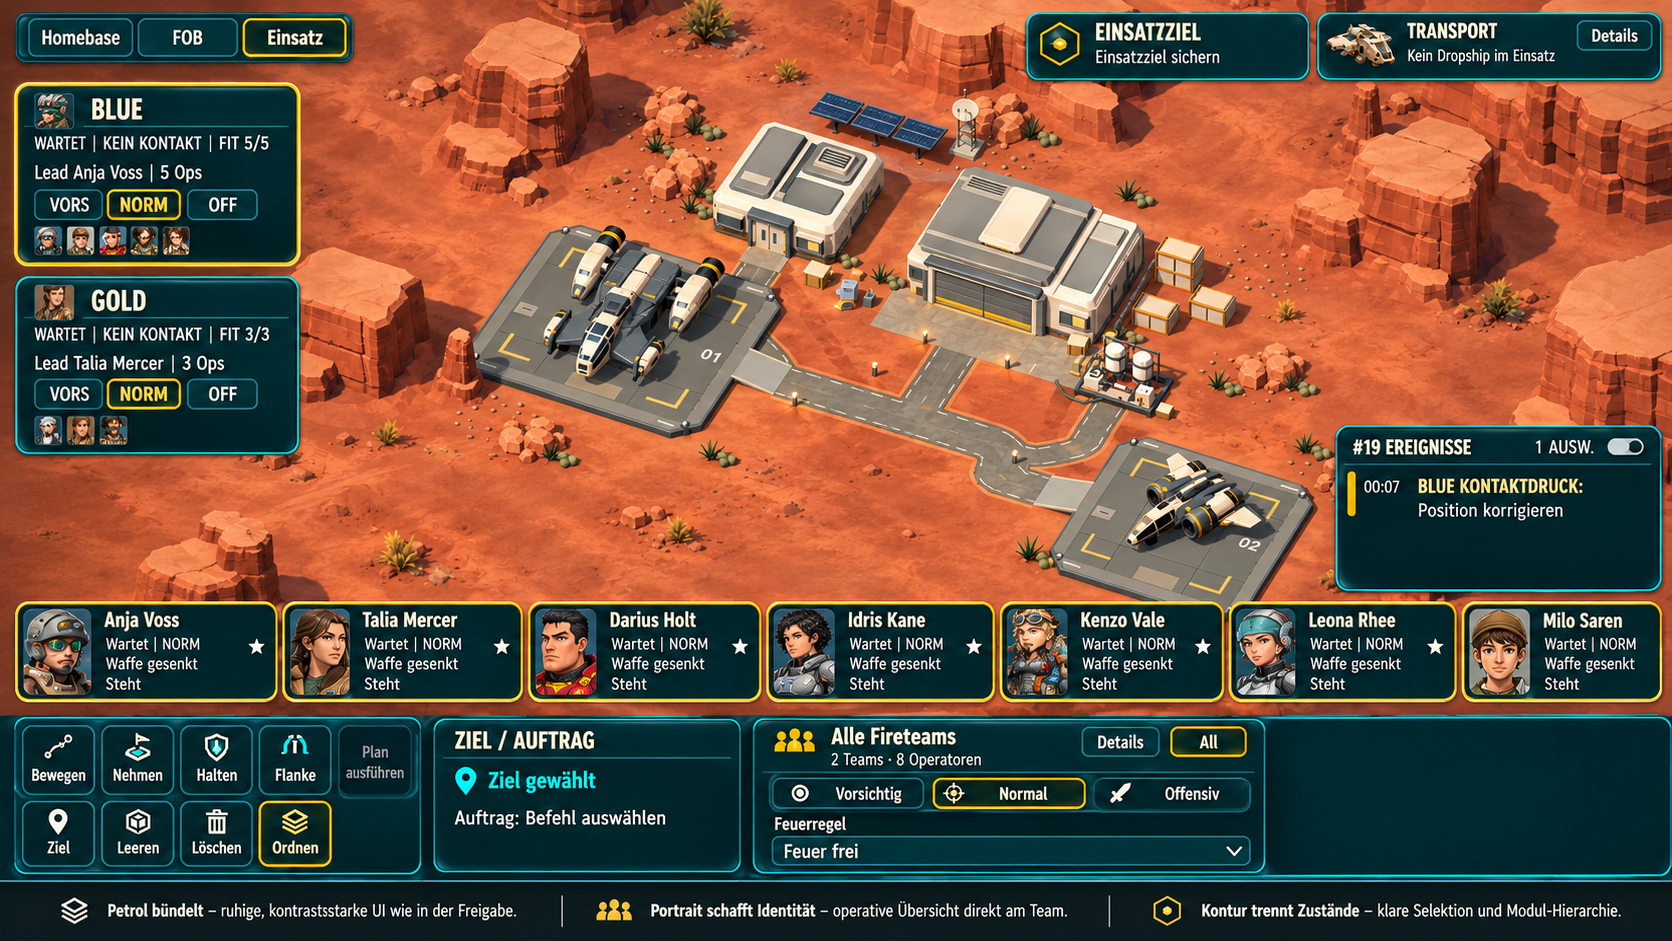 Homebase
FOB
Einsatz
EINSATZZIEL
Einsatzziel sichern
TRANSPORT
Kein Dropship im Einsatz
Details
BLUE
WARTET | KEIN KONTAKT | FIT 5/5
Lead Anja Voss | 5 Ops
VORS
NORM
OFF
GOLD
WARTET | KEIN KONTAKT | FIT 3/3
Lead Talia Mercer | 3 Ops
VORS
NORM
OFF
01
02
#19 EREIGNISSE
1 AUSW.
00:07
BLUE KONTAKTDRUCK:
Position korrigieren
Anja Voss
Wartet | NORM
Waffe gesenkt
Steht
Talia Mercer
Wartet | NORM
Waffe gesenkt
Steht
Darius Holt
Wartet | NORM
Waffe gesenkt
Steht
Idris Kane
Wartet | NORM
Waffe gesenkt
Steht
Kenzo Vale
Wartet | NORM
Waffe gesenkt
Steht
Leona Rhee
Wartet | NORM
Waffe gesenkt
Steht
Milo Saren
Wartet | NORM
Waffe gesenkt
Steht
Bewegen
Nehmen
Halten
Flanke
Plan
ausführen
Ziel
Leeren
Löschen
Ordnen
ZIEL / AUFTRAG
Ziel gewählt
Auftrag: Befehl auswählen
Alle Fireteams
2 Teams · 8 Operatoren
Details
All
Vorsichtig
Normal
Offensiv
Feuerregel
Feuer frei
Petrol bündelt – ruhige, kontrastsstarke UI wie in der Freigabe.
Portrait schafft Identität – operative Übersicht direkt am Team.
Kontur trennt Zustände – klare Selektion und Modul-Hierarchie.